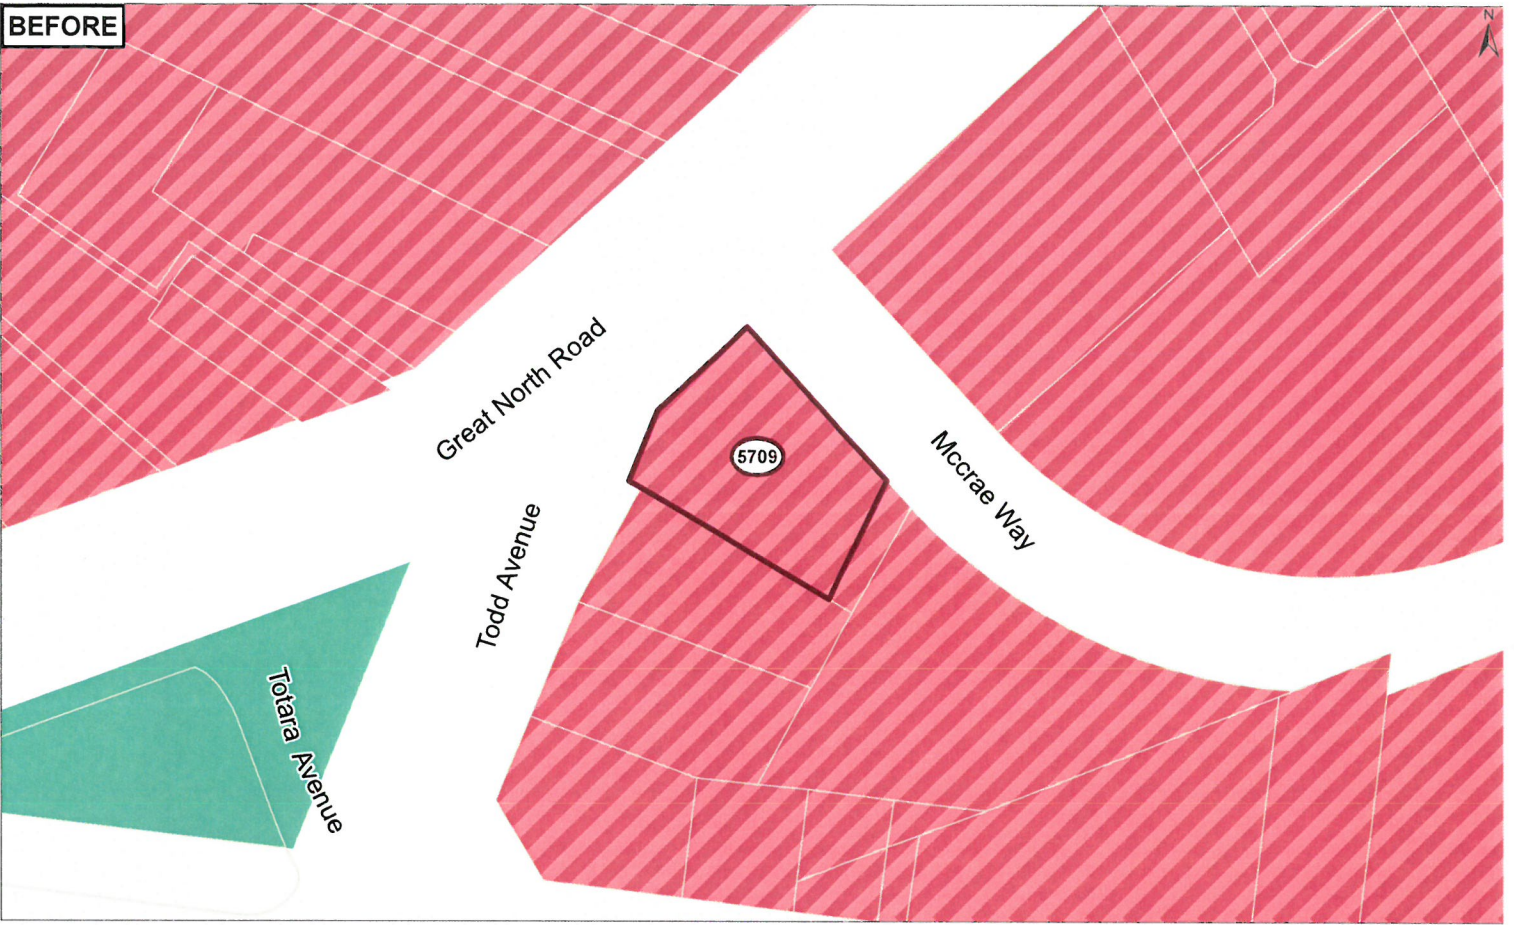 BEFORE
N
Great North Road
5709
Mccrae Way
Todd Avenue
Totara Avenue